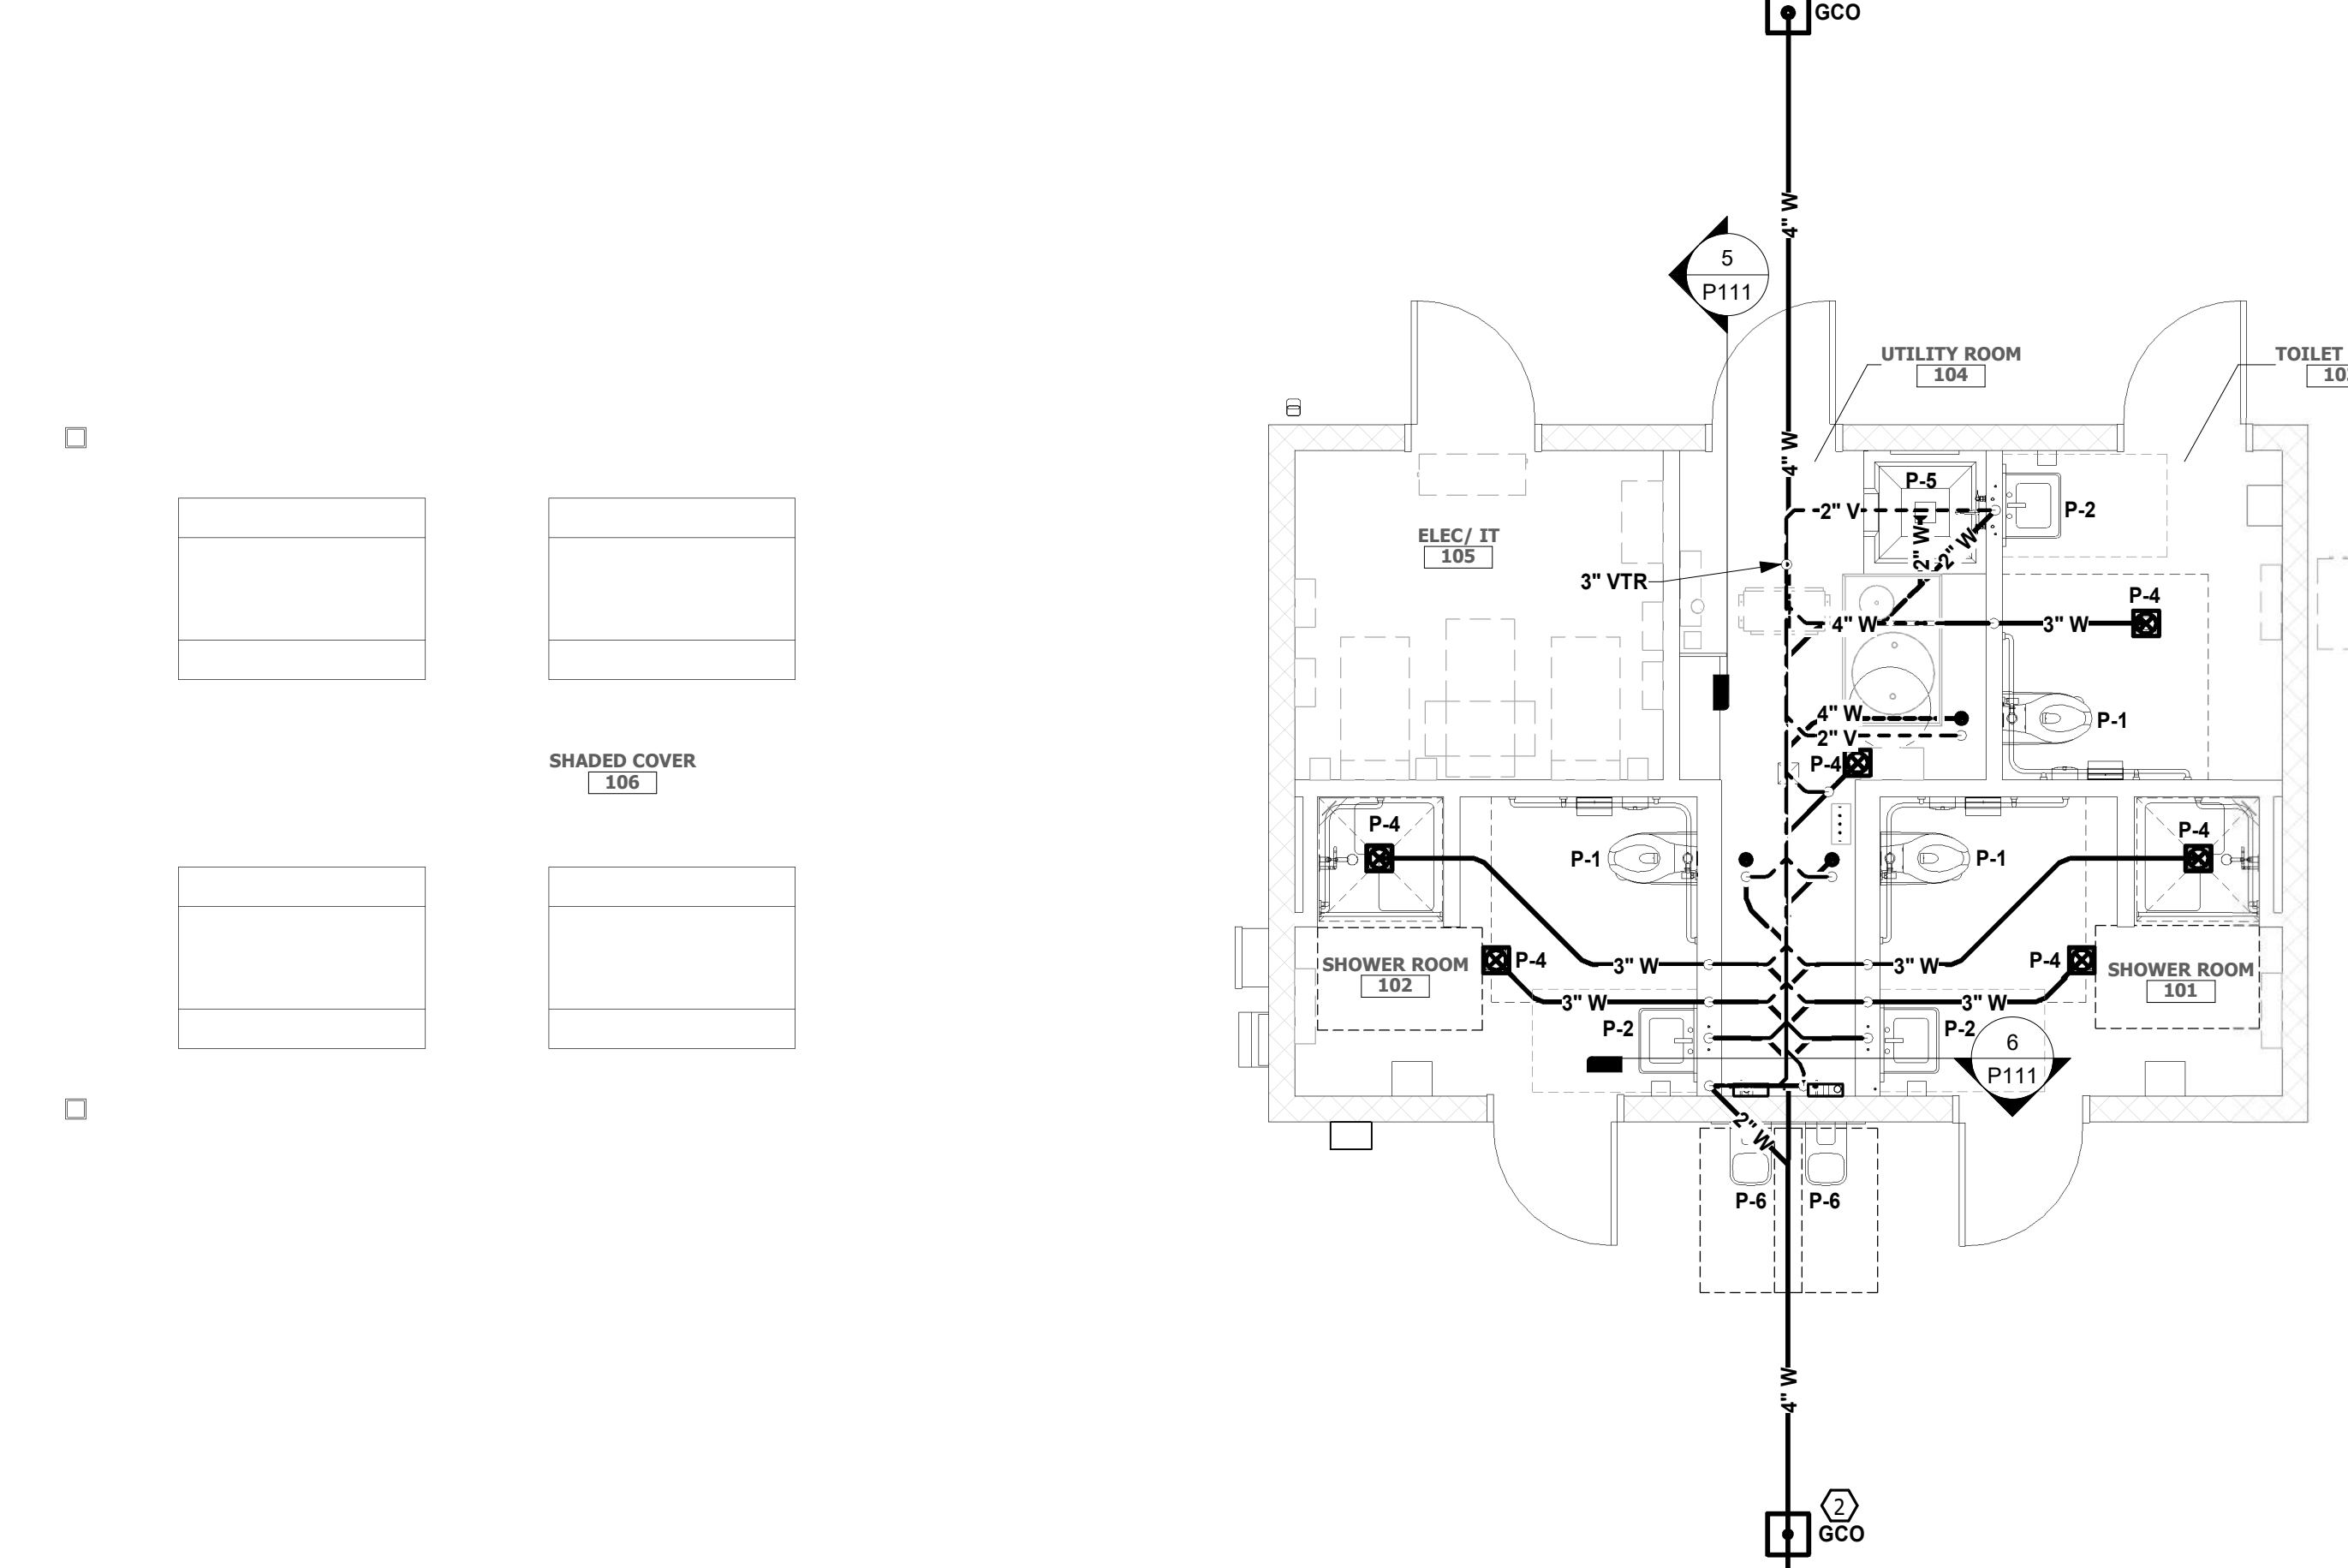 GCO
4" W
5
P111
UTILITY ROOM
104
TOILET
10
4" W
P-5
2" V
P-2
ELEC/ IT
105
2" W
2" W
3" VTR
P-4
4" W
3" W
4" W
P-1
2" V
SHADED COVER
106
P-4
P-4
P-4
P-1
P-1
SHOWER ROOM
102
P-4
3" W
3" W
P-4
SHOWER ROOM
101
3" W
3" W
P-2
P-2
6
P111
2" W
P-6
P-6
4" W
2
GCO